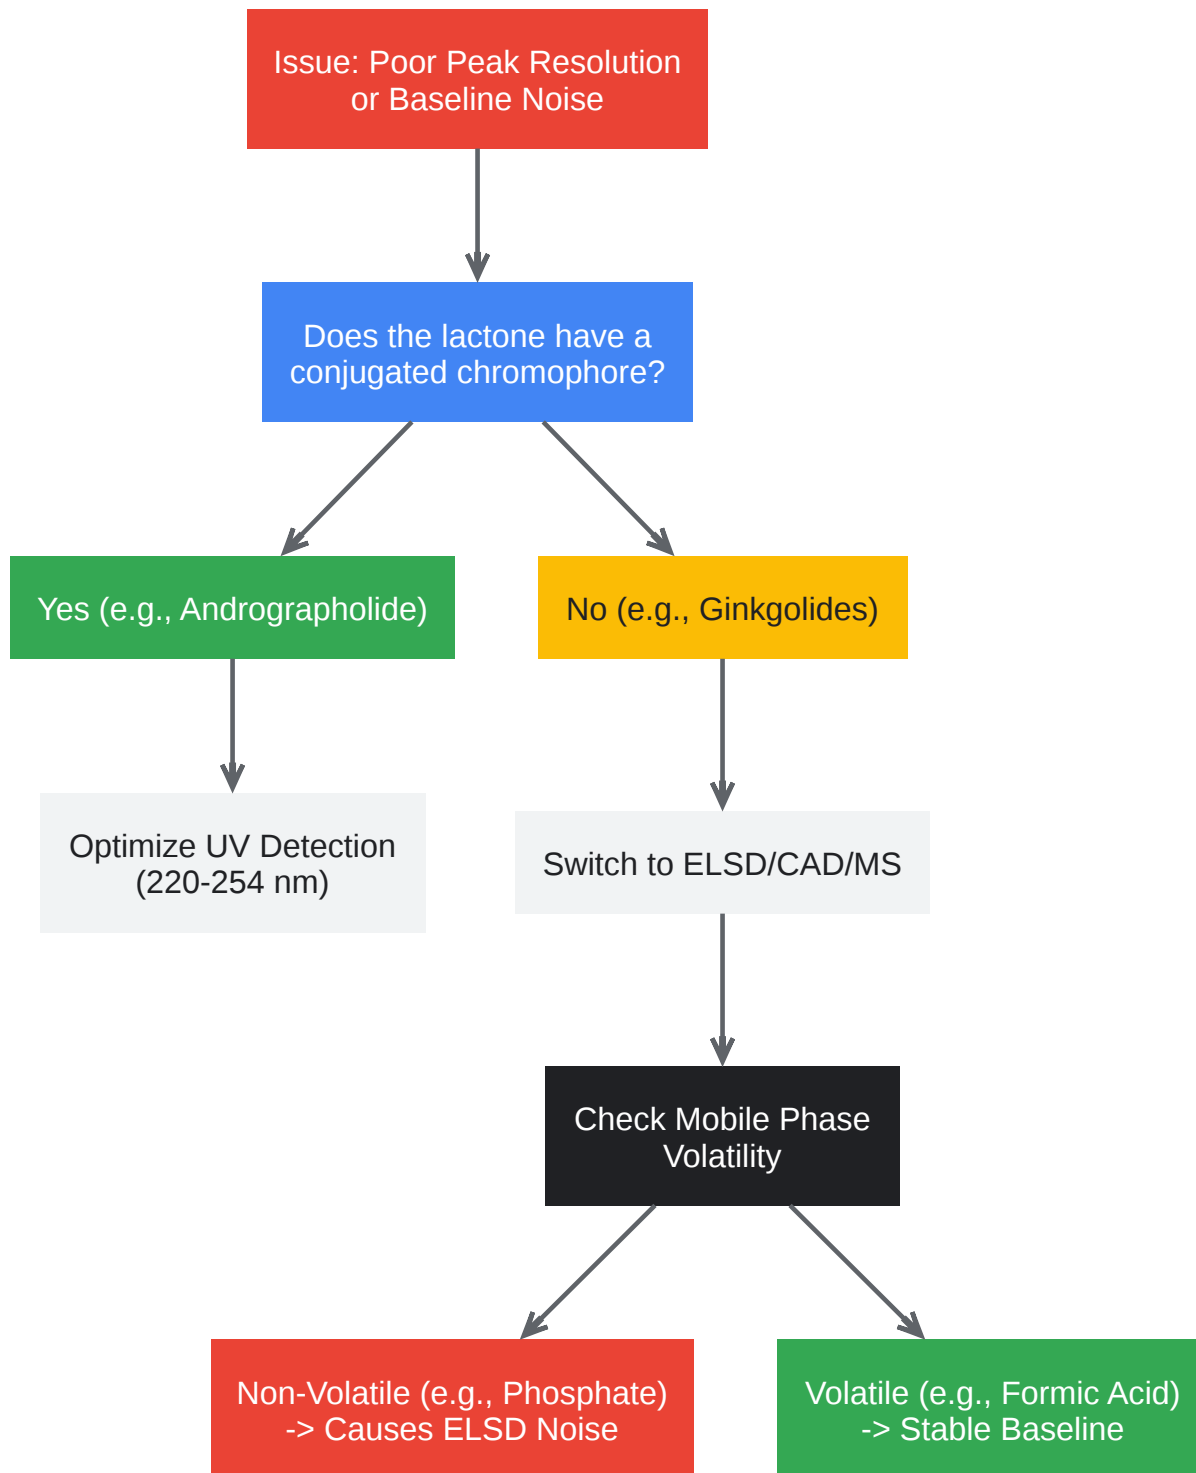 Issue: Poor Peak Resolution
or Baseline Noise
Does the lactone have a
conjugated chromophore?
Yes (e.g., Andrographolide)
No (e.g., Ginkgolides)
Optimize UV Detection
(220-254 nm)
Switch to ELSD/CAD/MS
Check Mobile Phase
Volatility
Non-Volatile (e.g., Phosphate)
-> Causes ELSD Noise
Volatile (e.g., Formic Acid)
-> Stable Baseline